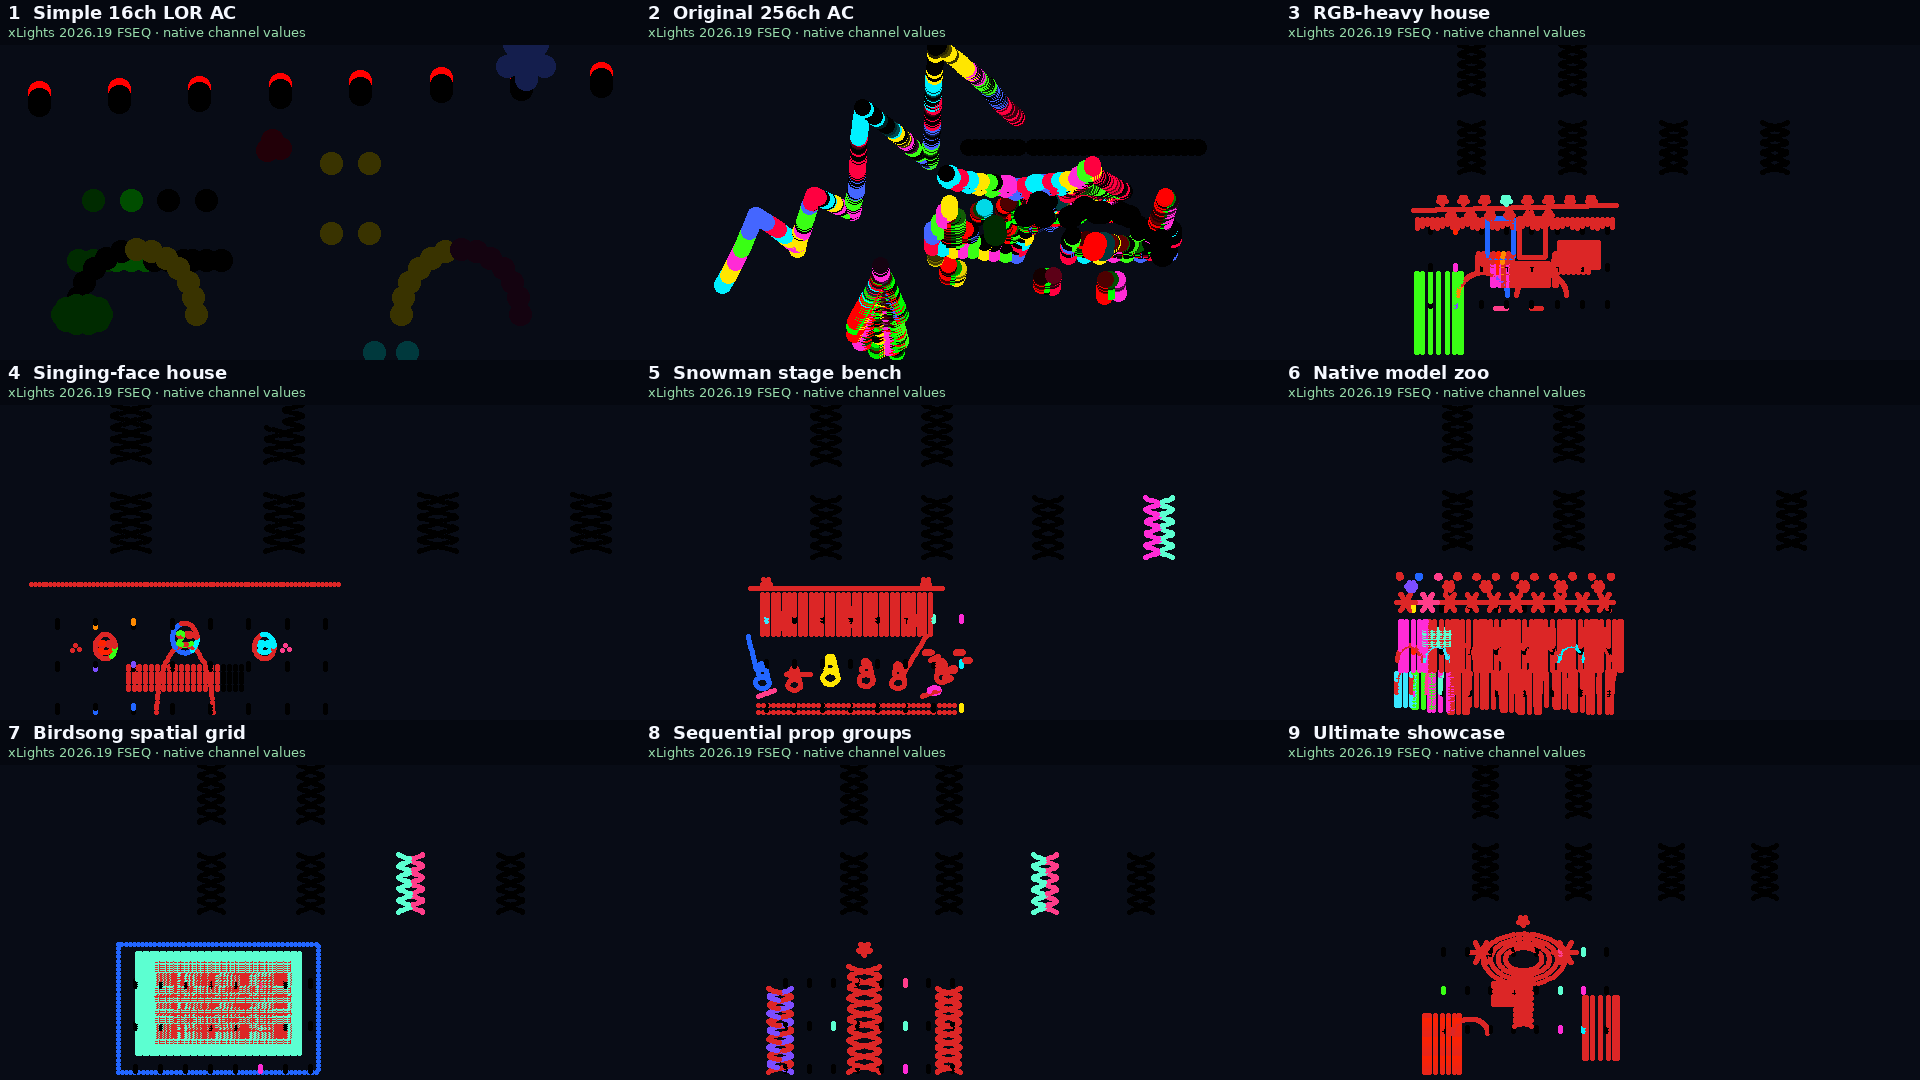 1 Simple 16ch LOR AC
xLights 2026.19 FSEQ · native channel values
2 Original 256ch AC
xLights 2026.19 FSEQ · native channel values
3 RGB-heavy house
xLights 2026.19 FSEQ · native channel values
4 Singing-face house
xLights 2026.19 FSEQ · native channel values
5 Snowman stage bench
xLights 2026.19 FSEQ · native channel values
6 Native model zoo
xLights 2026.19 FSEQ · native channel values
7 Birdsong spatial grid
xLights 2026.19 FSEQ · native channel values
8 Sequential prop groups
xLights 2026.19 FSEQ · native channel values
9 Ultimate showcase
xLights 2026.19 FSEQ · native channel values